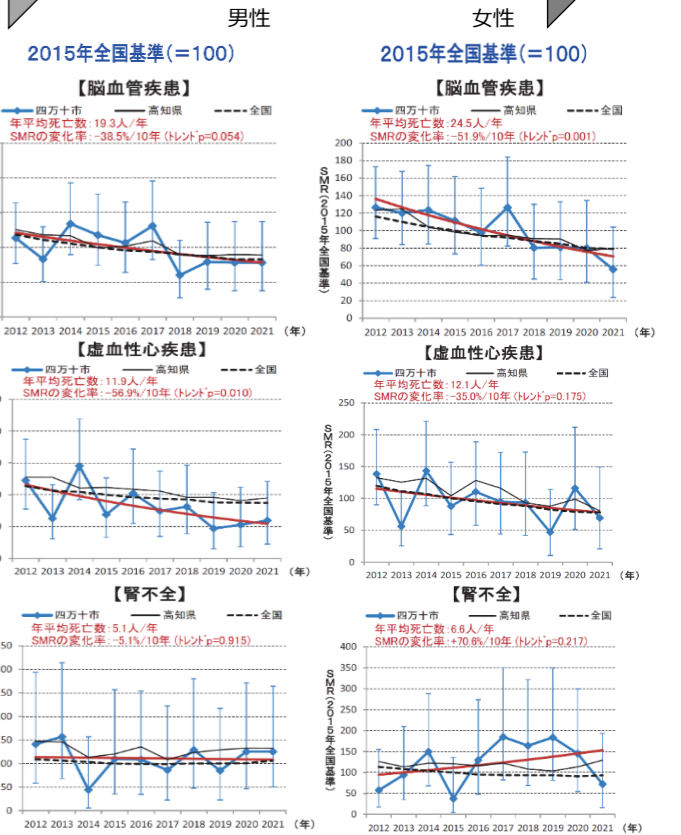 男性
女性
2015年全国基準(＝100)
2015年全国基準(＝100)
【脳血管疾患】
四万十市 高知県 全国
年平均死亡数：19.3人/年
SMRの変化率：-38.5%/10年 (トレンドp=0.054)
2012 2013 2014 2015 2016 2017 2018 2019 2020 2021 (年)
【脳血管疾患】
四万十市 高知県 全国
年平均死亡数：24.5人/年
SMRの変化率：-51.9%/10年 (トレンドp=0.001)
SMR(2015年全国基準)
200
180
160
140
120
100
80
60
40
20
0
2012 2013 2014 2015 2016 2017 2018 2019 2020 2021 (年)
【虚血性心疾患】
四万十市 高知県 全国
年平均死亡数：11.9人/年
SMRの変化率：-56.9%/10年 (トレンドp=0.010)
2012 2013 2014 2015 2016 2017 2018 2019 2020 2021 (年)
【虚血性心疾患】
四万十市 高知県 全国
年平均死亡数：12.1人/年
SMRの変化率：-35.0%/10年 (トレンドp=0.175)
SMR(2015年全国基準)
250
200
150
100
50
0
2012 2013 2014 2015 2016 2017 2018 2019 2020 2021 (年)
【腎不全】
四万十市 高知県 全国
年平均死亡数：5.1人/年
SMRの変化率：-5.1%/10年 (トレンドp=0.915)
50
0
2012 2013 2014 2015 2016 2017 2018 2019 2020 2021 (年)
【腎不全】
四万十市 高知県 全国
年平均死亡数：6.6人/年
SMRの変化率：+70.6%/10年 (トレンドp=0.217)
SMR(2015年全国基準)
400
350
300
250
200
150
100
50
0
2012 2013 2014 2015 2016 2017 2018 2019 2020 2021 (年)